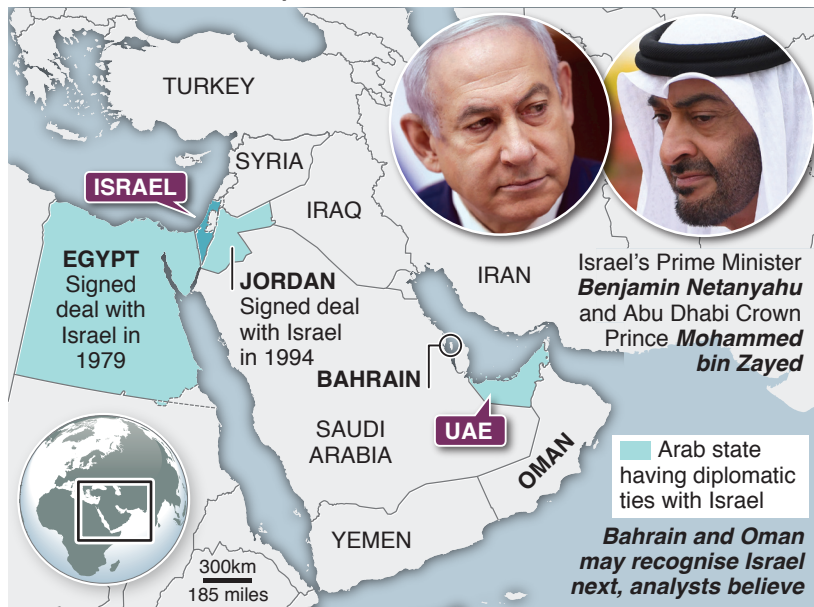 TURKEY
SYRIA
ISRAEL
IRAQ
IRAN
EGYPT
Signed
deal with
Israel in
1979
JORDAN
Signed deal
with Israel
in 1994
BAHRAIN
SAUDI
ARABIA
UAE
OMAN
YEMEN
300km
185 miles
Israel’s Prime Minister
Benjamin Netanyahu
and Abu Dhabi Crown
Prince Mohammed
bin Zayed
Arab state
having diplomatic
ties with Israel
Bahrain and Oman
may recognise Israel
next, analysts believe